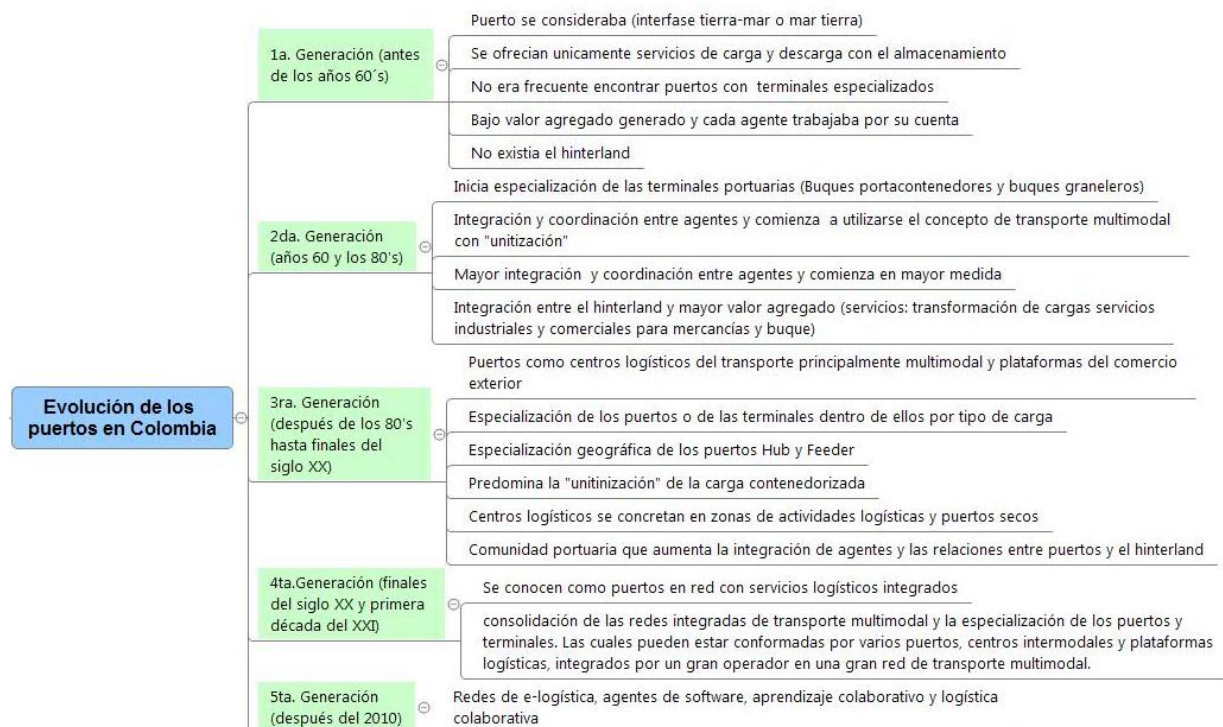 Evolución de los
puertos en Colombia
1a. Generación (antes
de los años 60´s)
Puerto se consideraba (interfase tierra-mar o mar tierra)
Se ofrecian unicamente servicios de carga y descarga con el almacenamiento
No era frecuente encontrar puertos con terminales especializados
Bajo valor agregado generado y cada agente trabajaba por su cuenta
No existia el hinterland
2da. Generación
(años 60 y los 80's)
Inicia especialización de las terminales portuarias (Buques portacontenedores y buques graneleros)
Integración y coordinación entre agentes y comienza a utilizarse el concepto de transporte multimodal
con "unitización"
Mayor integración y coordinación entre agentes y comienza en mayor medida
Integración entre el hinterland y mayor valor agregado (servicios: transformación de cargas servicios
industriales y comerciales para mercancías y buque)
3ra. Generación
(después de los 80's
hasta finales del
siglo XX)
Puertos como centros logísticos del transporte principalmente multimodal y plataformas del comercio
exterior
Especialización de los puertos o de las terminales dentro de ellos por tipo de carga
Especialización geográfica de los puertos Hub y Feeder
Predomina la "unitinización" de la carga contenedorizada
Centros logísticos se concretan en zonas de actividades logísticas y puertos secos
Comunidad portuaria que aumenta la integración de agentes y las relaciones entre puertos y el hinterland
4ta.Generación (finales
del siglo XX y primera
década del XXI)
Se conocen como puertos en red con servicios logísticos integrados
consolidación de las redes integradas de transporte multimodal y la especialización de los puertos y
terminales. Las cuales pueden estar conformadas por varios puertos, centros intermodales y plataformas
logísticas, integrados por un gran operador en una gran red de transporte multimodal.
5ta. Generación
(después del 2010)
Redes de e-logística, agentes de software, aprendizaje colaborativo y logística
colaborativa